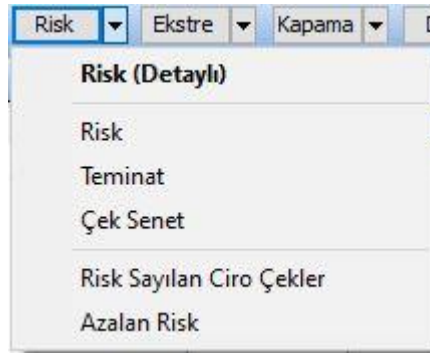 Risk Ekstre Kapama
Risk (Detaylı)
Risk
Teminat
Çek Senet
Risk Sayılan Ciro Çekler
Azalan Risk